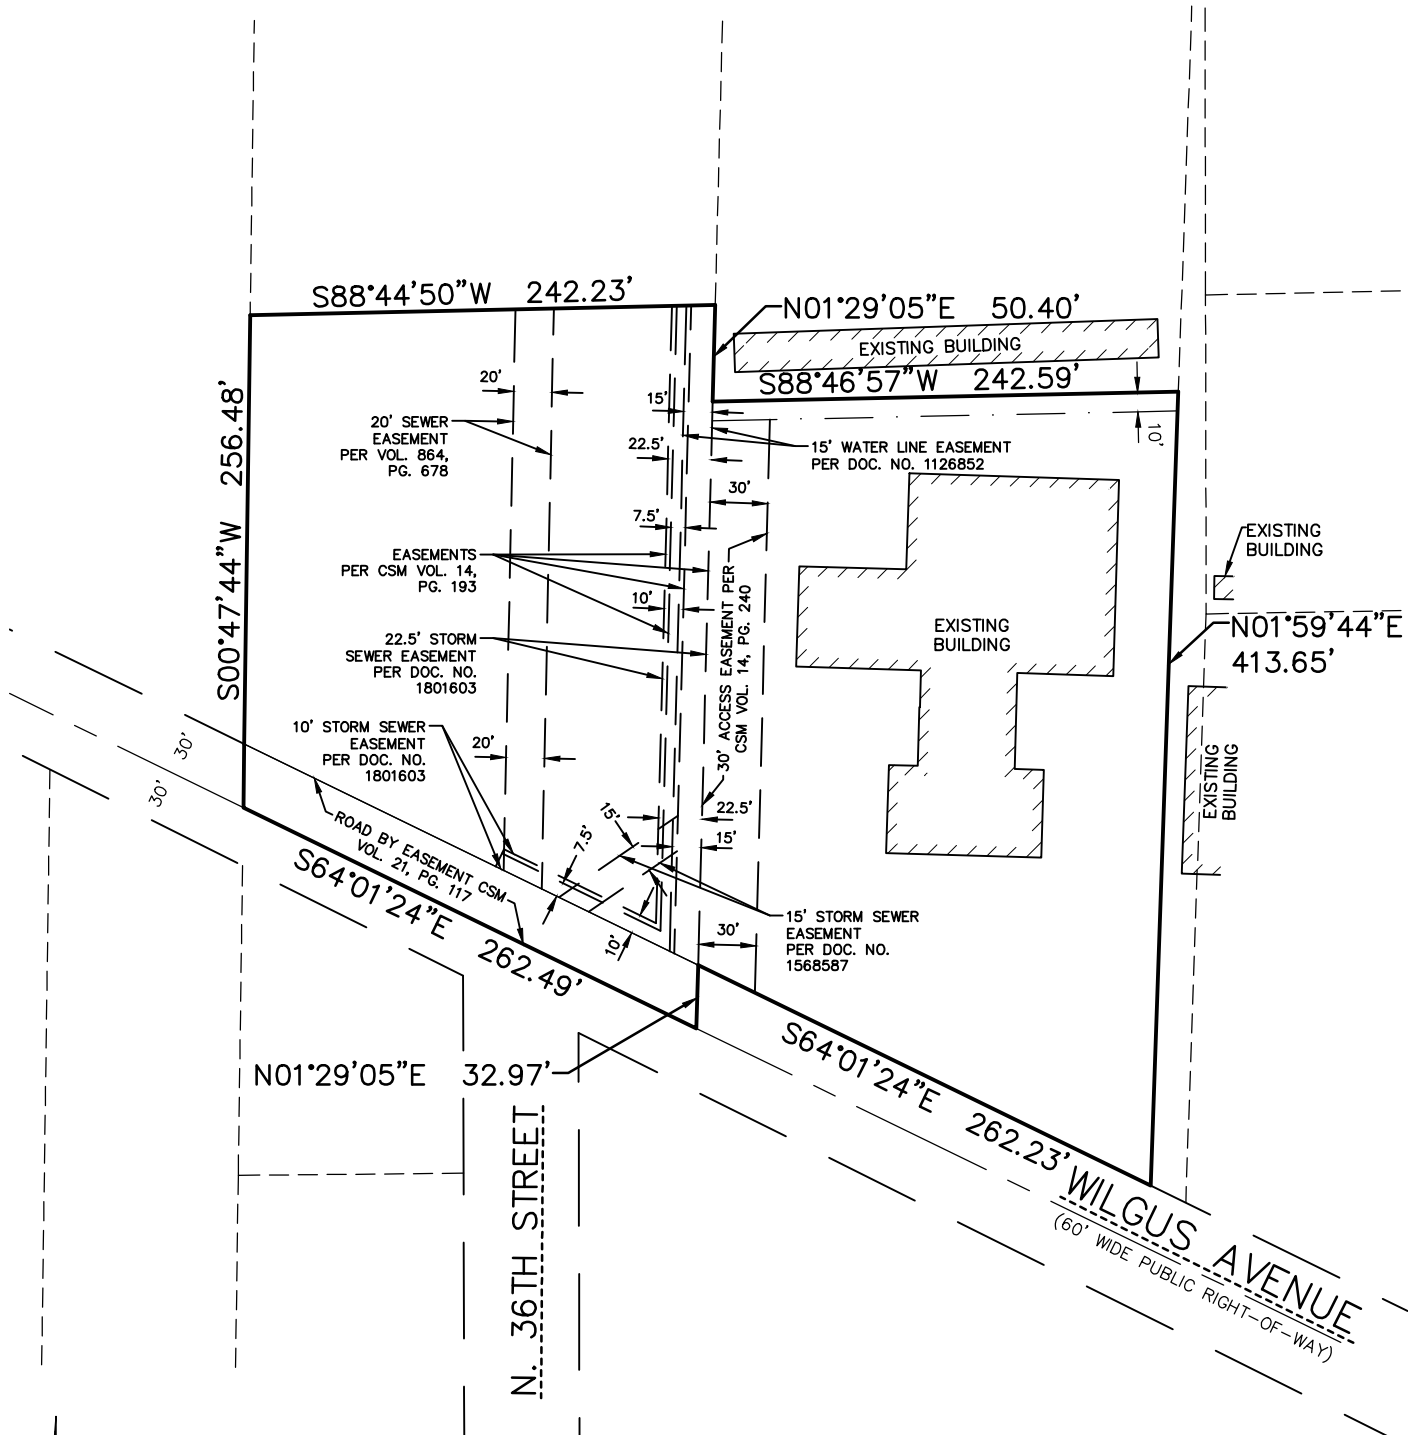 S88°44'50"W 242.23'
N01°29'05"E 50.40'
EXISTING BUILDING
S88°46'57"W 242.59'
10'
S00°47'44"W 256.48'
20'
20' SEWER
EASEMENT
PER VOL. 864,
PG. 678
15'
22.5'
15' WATER LINE EASEMENT
PER DOC. NO. 1126852
30'
7.5'
EASEMENTS
PER CSM VOL. 14,
PG. 193
10'
22.5' STORM
SEWER EASEMENT
PER DOC. NO.
1801603
30' ACCESS EASEMENT PER
CSM VOL. 14, PG. 240
EXISTING
BUILDING
EXISTING
BUILDING
N01°59'44"E
413.65'
EXISTING
BUILDING
10' STORM SEWER
EASEMENT
PER DOC. NO.
1801603
20'
30'
30'
15'
22.5'
15'
7.5'
ROAD BY EASEMENT CSM
VOL. 21, PG. 117
15' STORM SEWER
EASEMENT
PER DOC. NO.
1568587
30'
10'
S64°01'24"E 262.49'
N01°29'05"E 32.97'
S64°01'24"E 262.23'
N. 36TH STREET
WILGUS AVENUE
(60' WIDE PUBLIC RIGHT-OF-WAY)